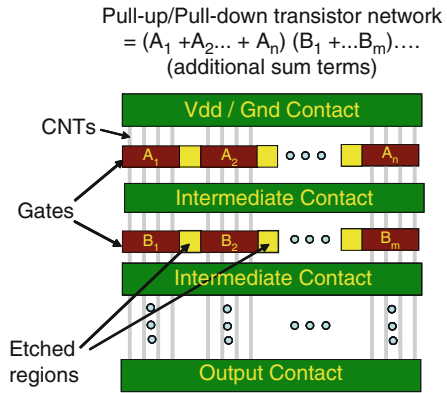 Pull-up/Pull-down transistor network
= (A₁ +A₂... + Aₙ) (B₁ +...Bₘ)....
(additional sum terms)
Vdd / Gnd Contact
CNTs
A₁ A₂ Aₙ
Intermediate Contact
Gates
B₁ B₂ Bₘ
Intermediate Contact
Etched
regions
Output Contact